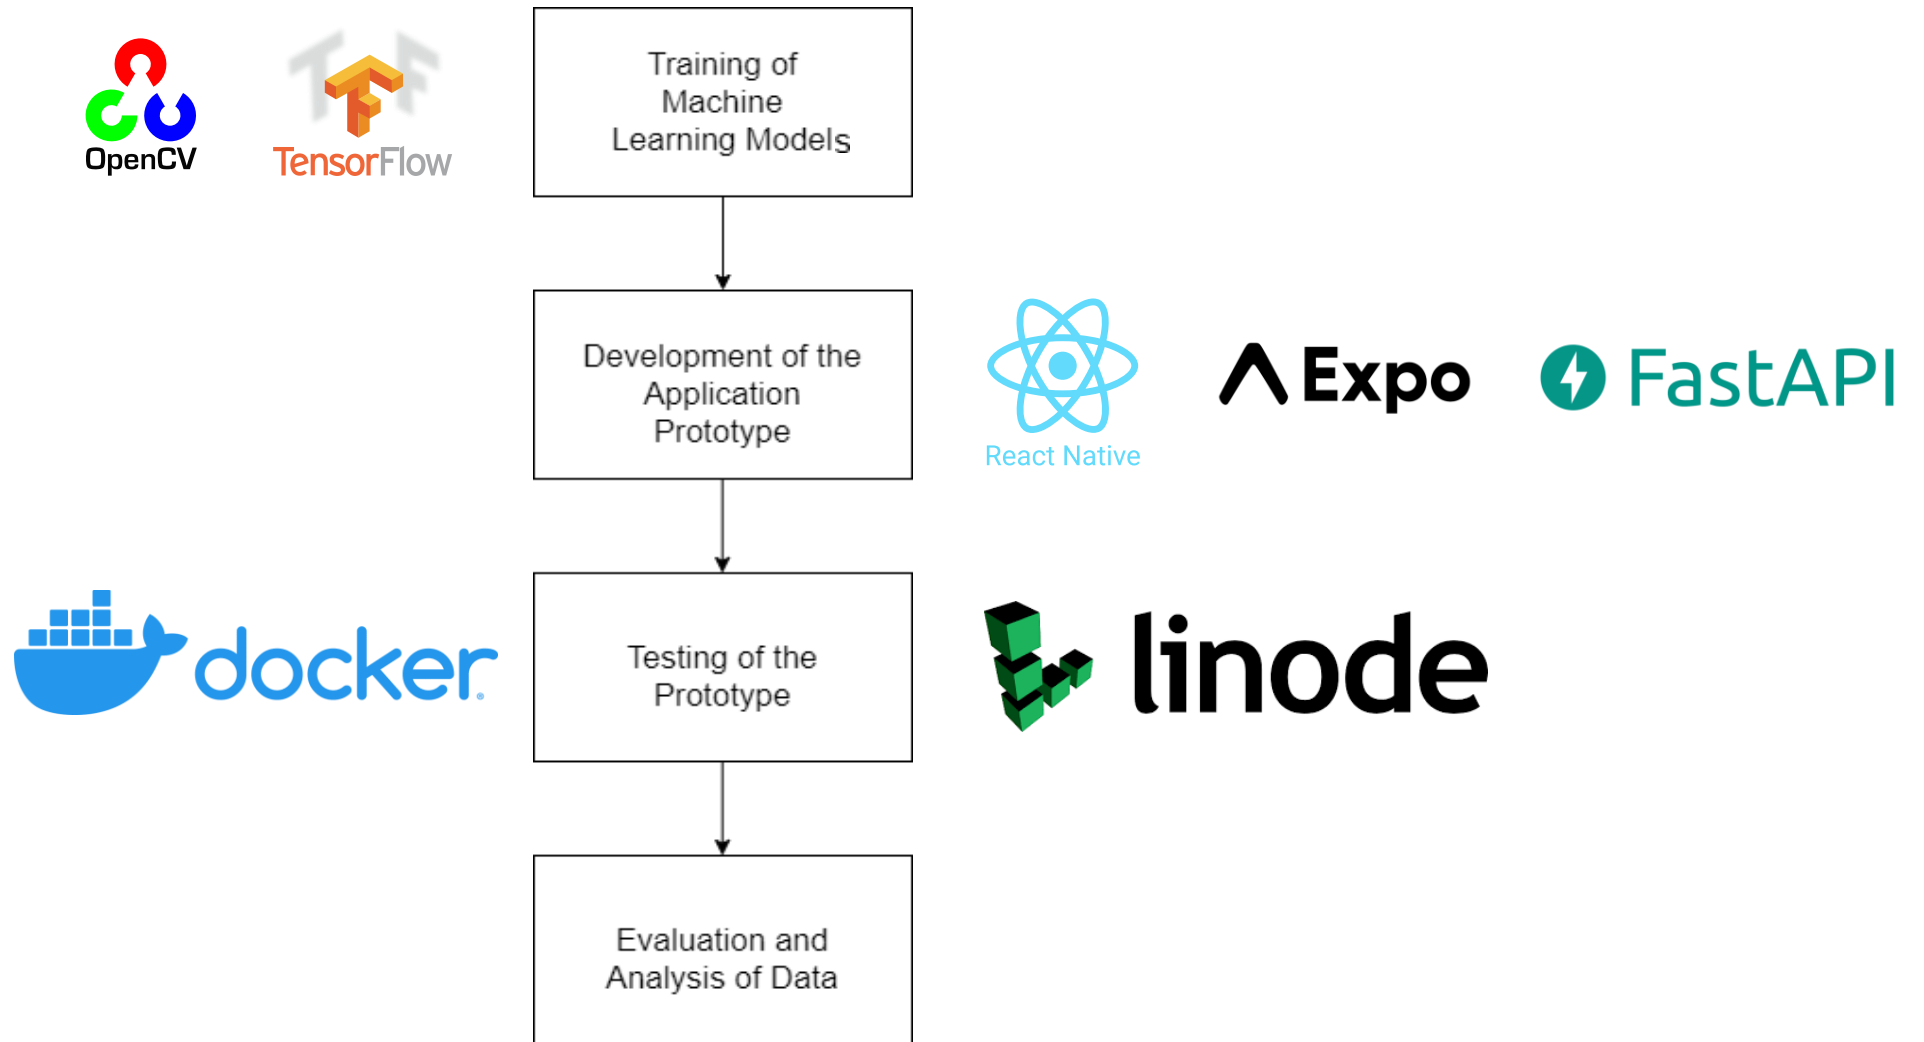 OpenCV
TensorFlow
Training of
Machine
Learning Models
Development of the
Application
Prototype
React Native
Expo
FastAPI
docker
Testing of the
Prototype
linode
Evaluation and
Analysis of Data